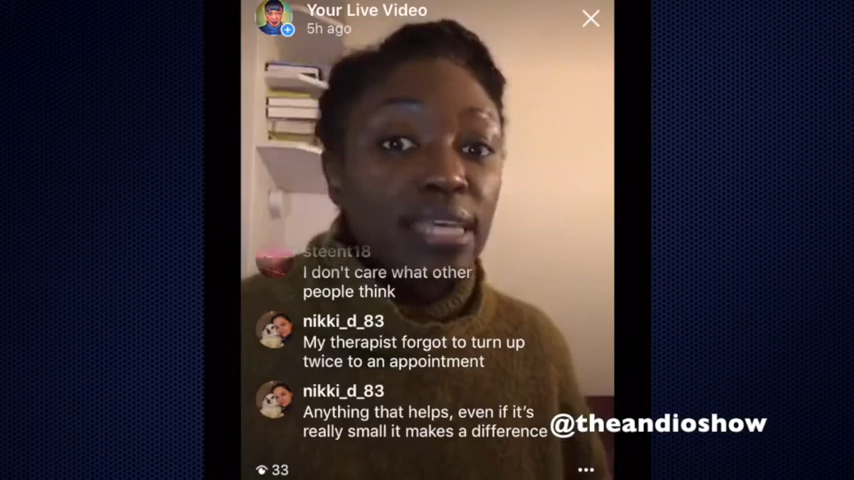 Your Live Video
5h ago
steent18
I don't care what other
people think
nikki_d_83
My therapist forgot to turn up
twice to an appointment
nikki_d_83
Anything that helps, even if it's
really small it makes a difference
@theandioshow
33